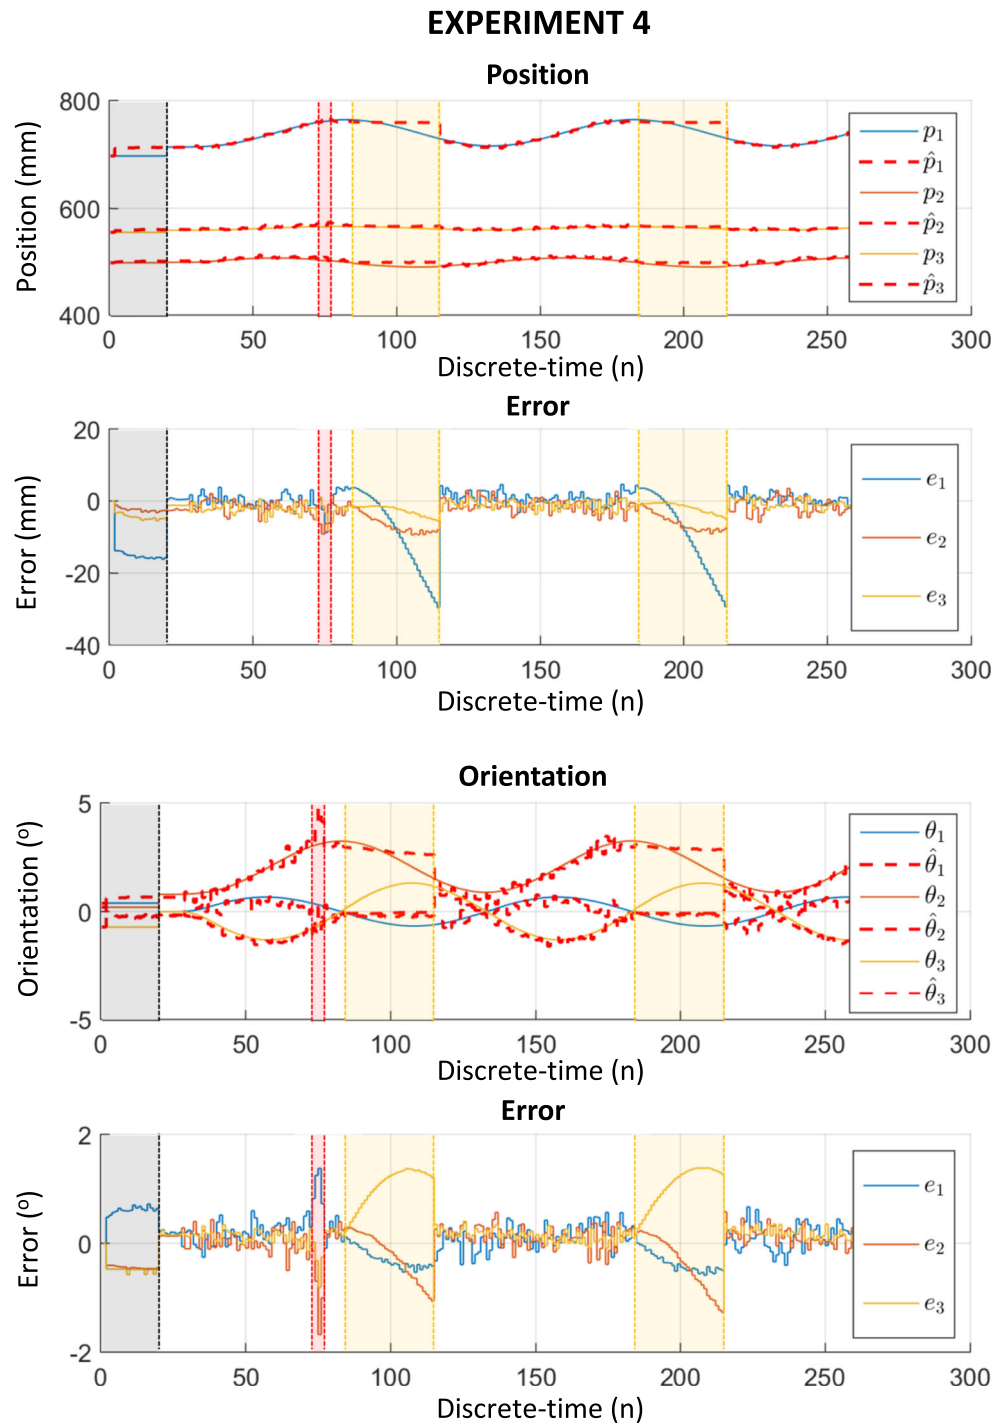 EXPERIMENT 4
Position
Position (mm)
800
600
400
0 50 100 150 200 250 300
Discrete-time (n)
p₁
p̂₁
p₂
p̂₂
p₃
p̂₃
Error
Error (mm)
20
0
-20
-40
0 50 100 150 200 250 300
Discrete-time (n)
e₁
e₂
e₃
Orientation
Orientation (º)
5
0
-5
0 50 100 150 200 250 300
Discrete-time (n)
θ₁
θ̂₁
θ₂
θ̂₂
θ₃
θ̂₃
Error
Error (º)
2
0
-2
0 50 100 150 200 250 300
Discrete-time (n)
e₁
e₂
e₃